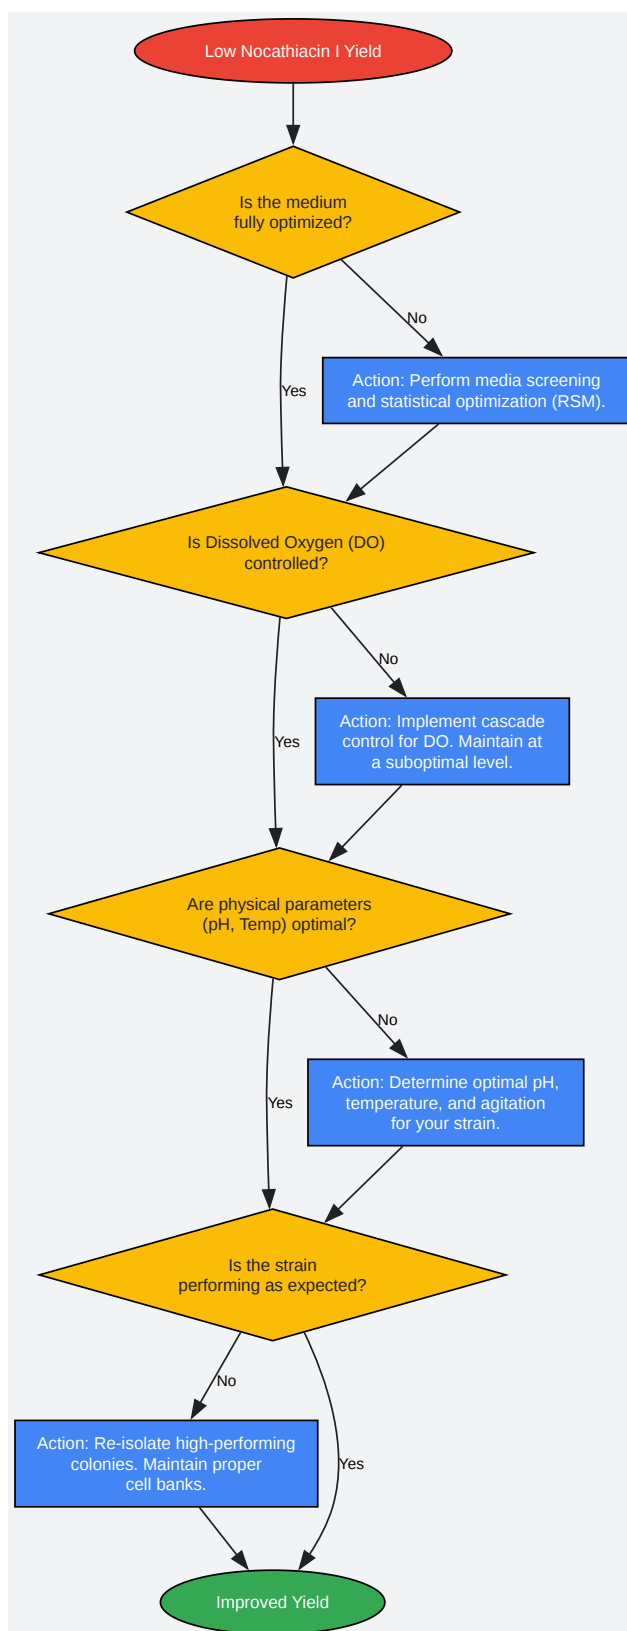 Low Nocathiacin I Yield
Is the medium
fully optimized?
No
Yes
Action: Perform media screening
and statistical optimization (RSM).
Is Dissolved Oxygen (DO)
controlled?
No
Yes
Action: Implement cascade
control for DO. Maintain at
a suboptimal level.
Are physical parameters
(pH, Temp) optimal?
No
Yes
Action: Determine optimal pH,
temperature, and agitation
for your strain.
Is the strain
performing as expected?
No
Yes
Action: Re-isolate high-performing
colonies. Maintain proper
cell banks.
Improved Yield